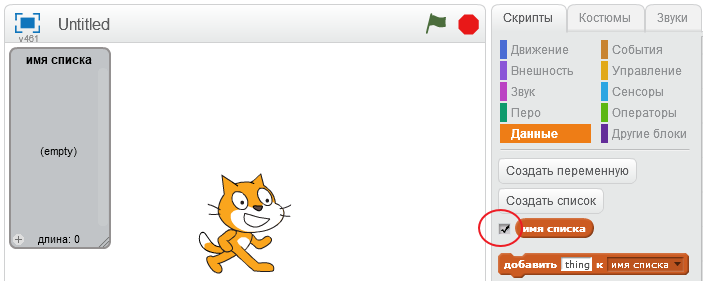 Untitled
v461
имя списка
(empty)
длина: 0
Скрипты
Костюмы
Звуки
Движение
События
Внешность
Управление
Звук
Сенсоры
Перо
Операторы
Данные
Другие блоки
Создать переменную
Создать список
имя списка
добавить thing к имя списка